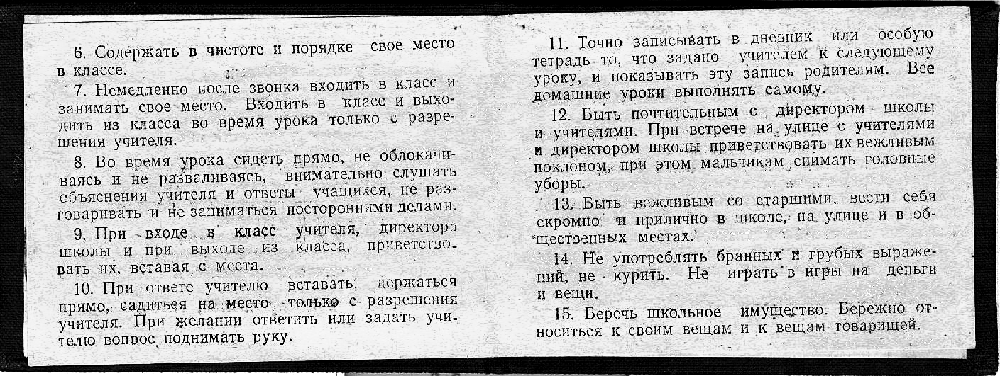 6. Содержать в чистоте и порядке свое место
в классе.
7. Немедленно после звонка входить в класс и
занимать свое место. Входить в класс и выхо-
дить из класса во время урока только с разре-
шения учителя.
8. Во время урока сидеть прямо, не облокачи-
ваясь и не разваливаясь, внимательно слушать
объяснения учителя и ответы учащихся, не раз-
говаривать и не заниматься посторонними делами.
9. При входе в класс учителя, директора
школы и при выходе из класса, приветство-
вать их, вставая с места.
10. При ответе учителю вставать, держаться
прямо, садиться на место только с разрешения
учителя. При желании ответить или задать учи-
телю вопрос поднимать руку.
11. Точно записывать в дневник или особую
тетрадь то, что задано учителем к следующему
уроку, и показывать эту запись родителям. Все
домашние уроки выполнять самому.
12. Быть почтительным с директором школы
и учителями. При встрече на улице с учителями
и директором школы приветствовать их вежливым
поклоном, при этом мальчикам снимать головные
уборы.
13. Быть вежливым со старшими, вести себя
скромно и прилично в школе, на улице и в об-
щественных местах.
14. Не употреблять бранных и грубых выраже-
ний, не курить. Не играть в игры на деньги
и вещи.
15. Беречь школьное имущество. Бережно от-
носиться к своим вещам и к вещам товарищей.